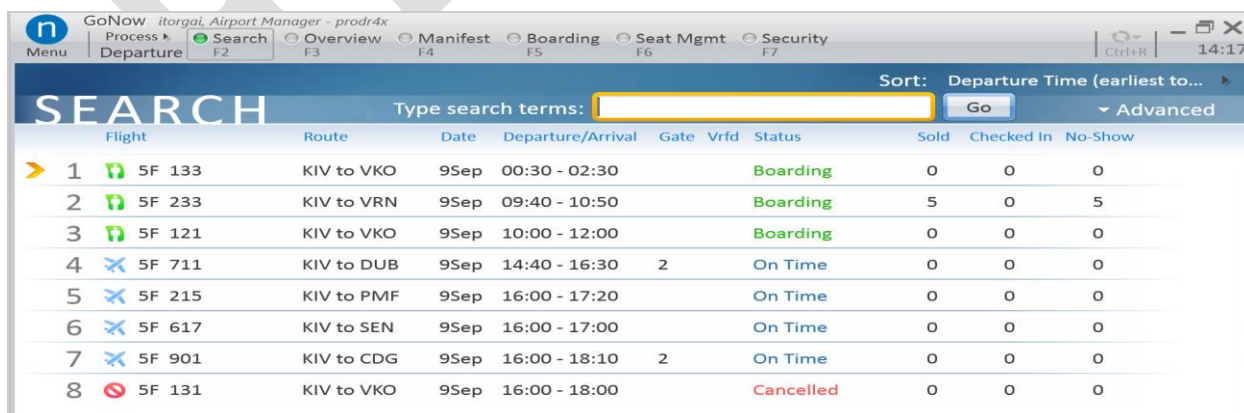 GoNow itorgai, Airport Manager - prodr4x
n Process Search Overview Manifest Boarding Seat Mgmt Security
Menu Departure F2 F3 F4 F5 F6 F7 Ctrl+R 14:17
Sort: Departure Time (earliest to...
SEARCH Type search terms: Go Advanced
Flight Route Date Departure/Arrival Gate Vrfd Status Sold Checked In No-Show
1 5F 133 KIV to VKO 9Sep 00:30 - 02:30 Boarding 0 0 0
2 5F 233 KIV to VRN 9Sep 09:40 - 10:50 Boarding 5 0 5
3 5F 121 KIV to VKO 9Sep 10:00 - 12:00 Boarding 0 0 0
4 5F 711 KIV to DUB 9Sep 14:40 - 16:30 2 On Time 0 0 0
5 5F 215 KIV to PMF 9Sep 16:00 - 17:20 On Time 0 0 0
6 5F 617 KIV to SEN 9Sep 16:00 - 17:00 On Time 0 0 0
7 5F 901 KIV to CDG 9Sep 16:00 - 18:10 2 On Time 0 0 0
8 5F 131 KIV to VKO 9Sep 16:00 - 18:00 Cancelled 0 0 0